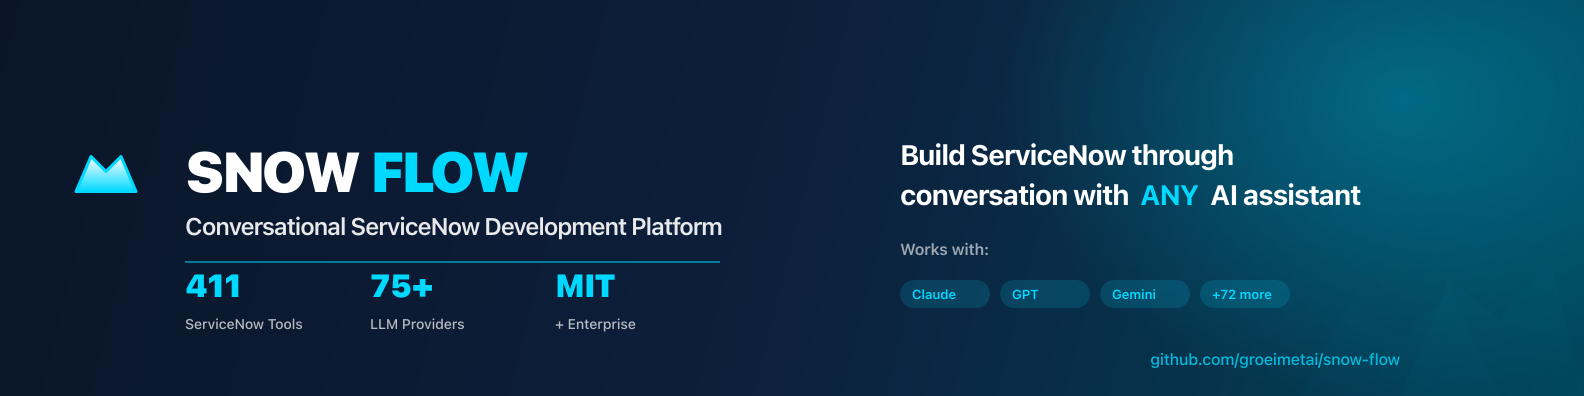 SNOW FLOW
Conversational ServiceNow Development Platform
411
ServiceNow Tools
75+
LLM Providers
MIT
+ Enterprise
Build ServiceNow through
conversation with ANY AI assistant
Works with:
Claude
GPT
Gemini
+72 more
github.com/groeimetai/snow-flow